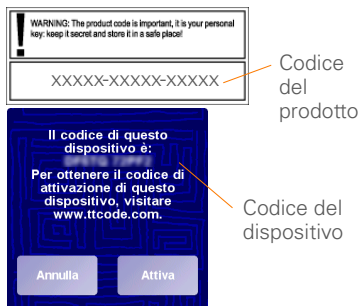 WARNING: The product code is important, it is your personal
key: keep it secret and store it in a safe place!
XXXXX-XXXXX-XXXXX
Codice
del
prodotto
Il codice di questo
dispositivo è:
Per ottenere il codice di
attivazione di questo
dispositivo, visitare
www.ttcode.com.
Codice del
dispositivo
Annulla
Attiva